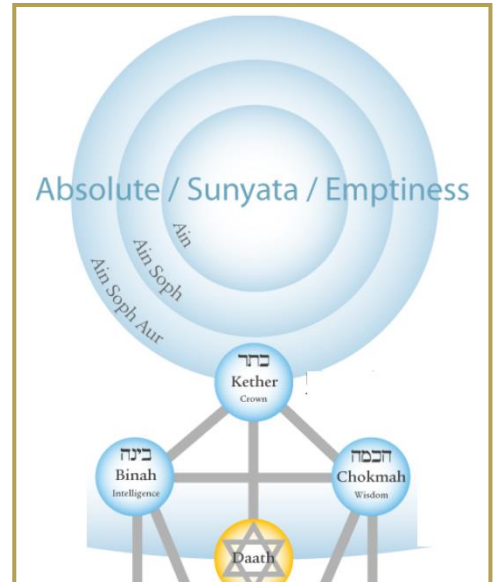 Absolute / Sunyata / Emptiness
Ain
Ain Soph
Ain Soph Aur
כתר
Kether
Crown
בינה
Binah
Intelligence
חכמה
Chokmah
Wisdom
Daath